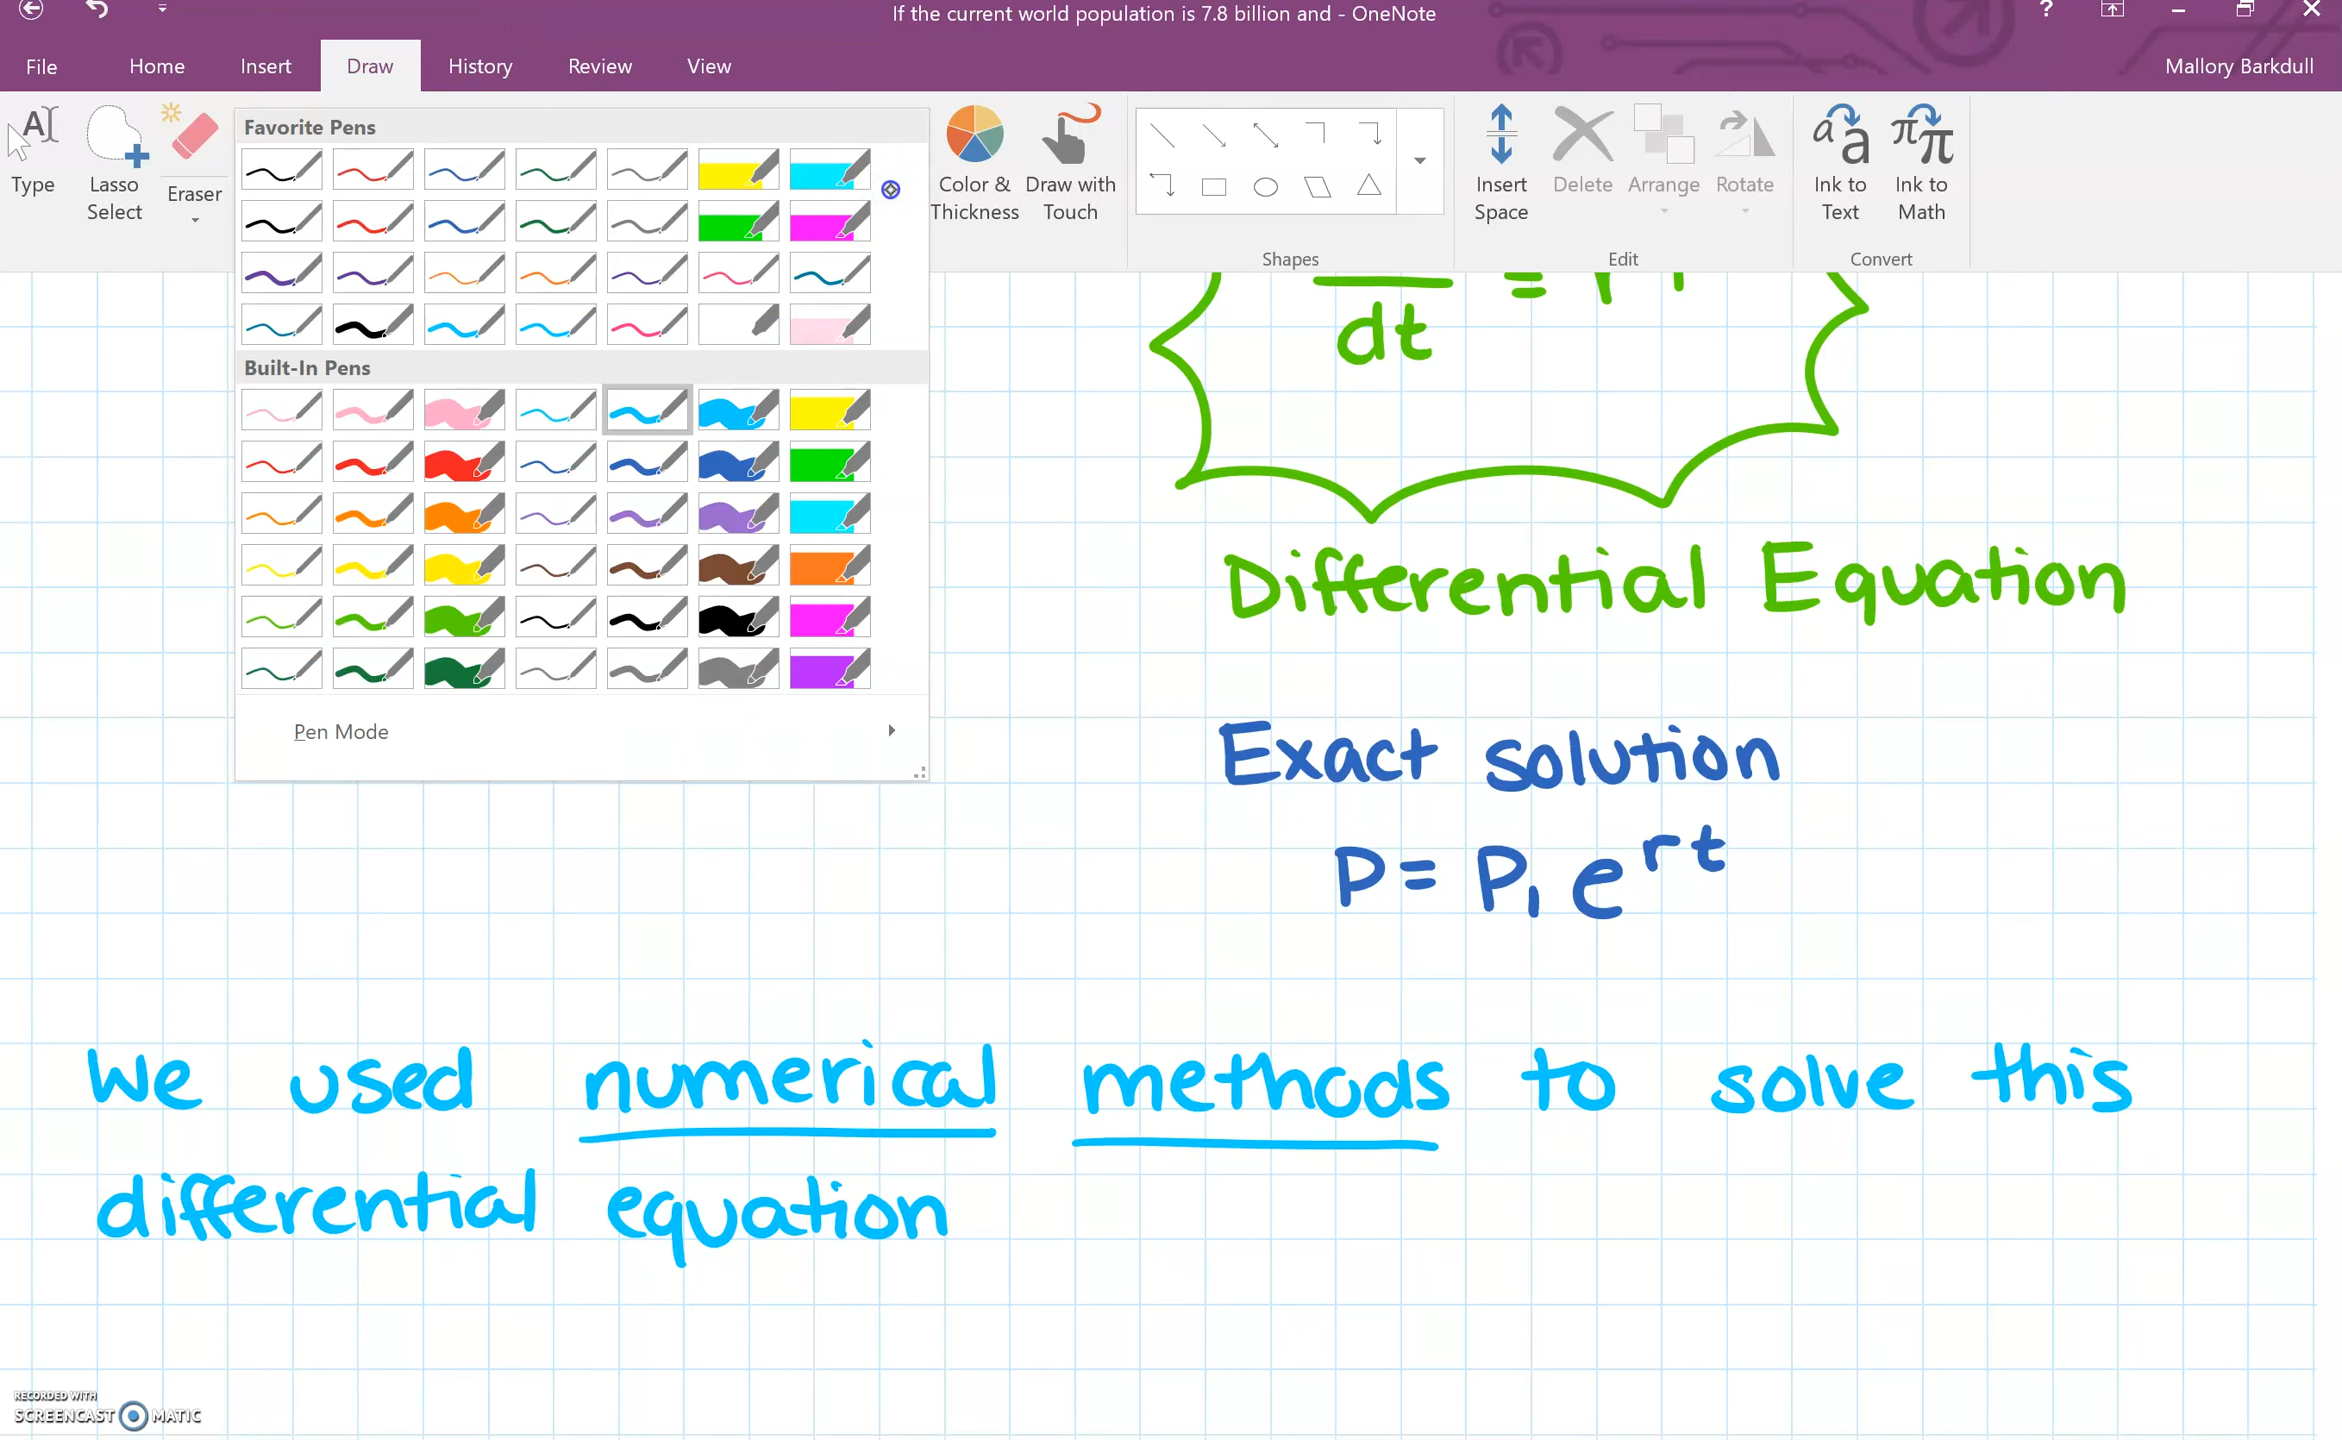 If the current world population is 7.8 billion and - OneNote
?
File Home Insert Draw History Review View Mallory Barkdull
Type
Lasso Select
Eraser
Favorite Pens
Built-In Pens
Pen Mode
Color & Thickness
Draw with Touch
Shapes
Insert Space
Delete
Arrange
Rotate
Edit
Ink to Text
Ink to Math
Convert
dt =
Differential Equation
Exact solution
P = P₁ e^rt
We used numerical methods to solve this
differential equation
RECORDED WITH
SCREENCAST MATIC